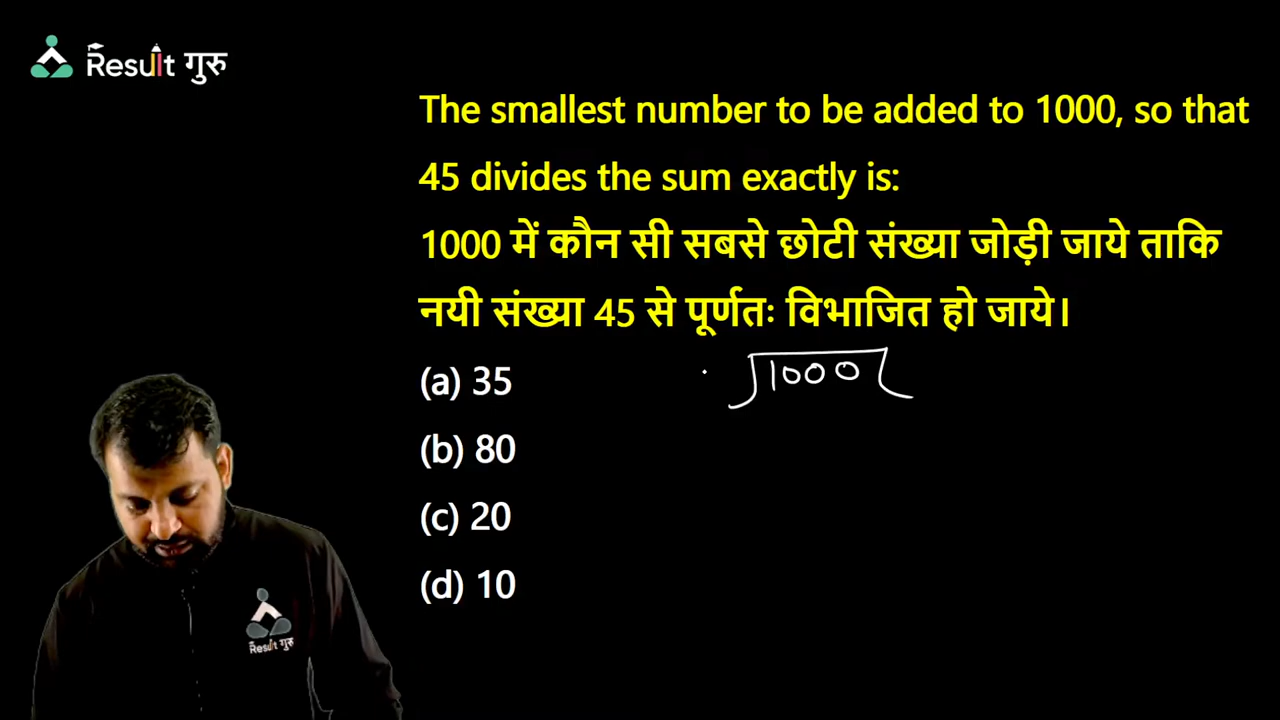 Result गुरु
The smallest number to be added to 1000, so that
45 divides the sum exactly is:
1000 में कौन सी सबसे छोटी संख्या जोड़ी जाये ताकि
नयी संख्या 45 से पूर्णतः विभाजित हो जाये।
(a) 35
1000
(b) 80
(c) 20
(d) 10
Result गुरु